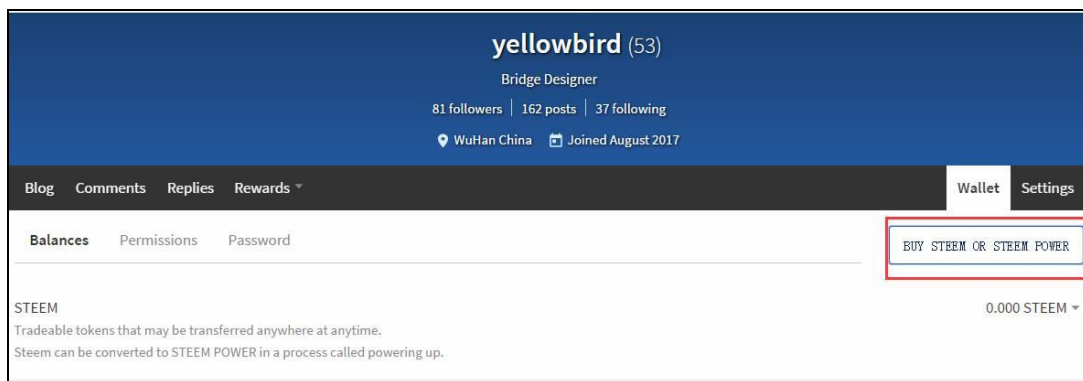 yellowbird (53)
Bridge Designer
81 followers | 162 posts | 37 following
WuHan China Joined August 2017
Blog Comments Replies Rewards Wallet Settings
Balances Permissions Password BUY STEEM OR STEEM POWER
STEEM 0.000 STEEM
Tradeable tokens that may be transferred anywhere at anytime.
Steem can be converted to STEEM POWER in a process called powering up.